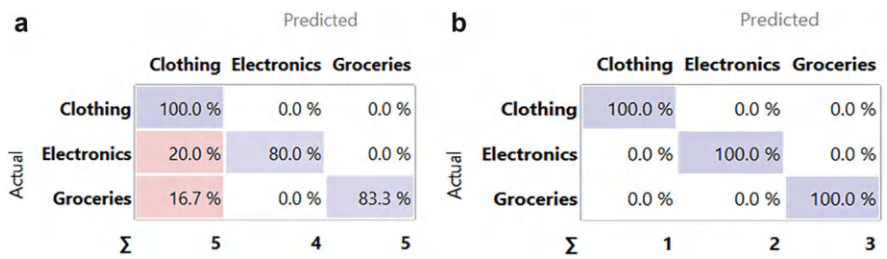 a
Predicted
Clothing Electronics Groceries
Clothing 100.0 % 0.0 % 0.0 %
Electronics 20.0 % 80.0 % 0.0 %
Groceries 16.7 % 0.0 % 83.3 %
Σ 5 4 5
Actual
b
Predicted
Clothing Electronics Groceries
Clothing 100.0 % 0.0 % 0.0 %
Electronics 0.0 % 100.0 % 0.0 %
Groceries 0.0 % 0.0 % 100.0 %
Σ 1 2 3
Actual